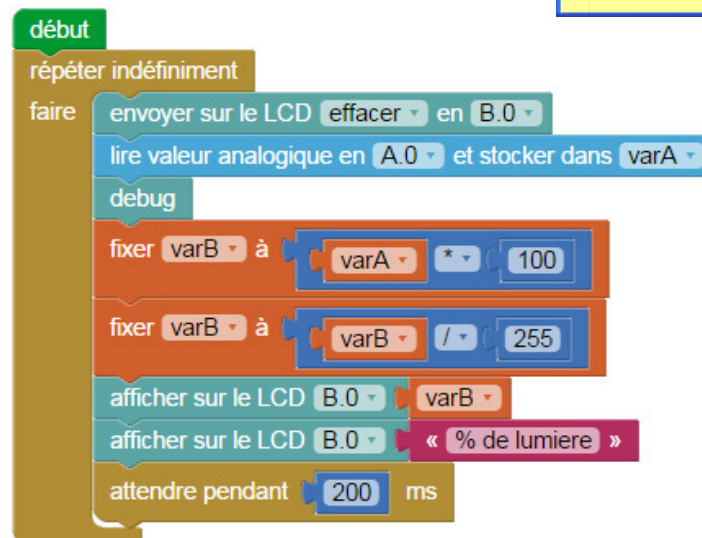 début
répéter indéfiniment
faire envoyer sur le LCD effacer en B.0
lire valeur analogique en A.0 et stocker dans varA
debug
fixer varB à varA * 100
fixer varB à varB / 255
afficher sur le LCD B.0 varB
afficher sur le LCD B.0 « % de lumiere »
attendre pendant 200 ms